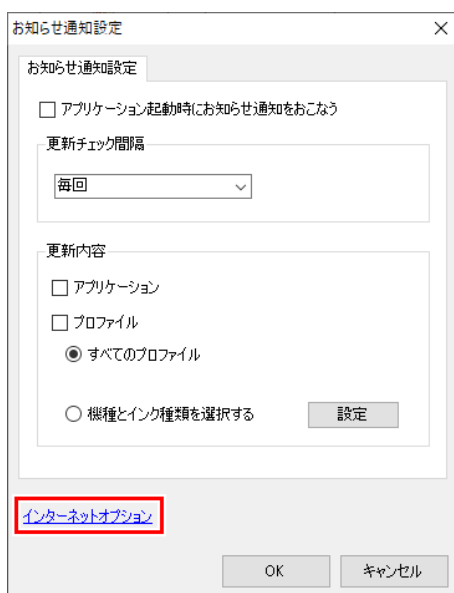 お知らせ通知設定
お知らせ通知設定
アプリケーション起動時にお知らせ通知をおこなう
更新チェック間隔
毎回
更新内容
アプリケーション
プロファイル
すべてのプロファイル
機種とインク種類を選択する 設定
インターネットオプション
OK キャンセル